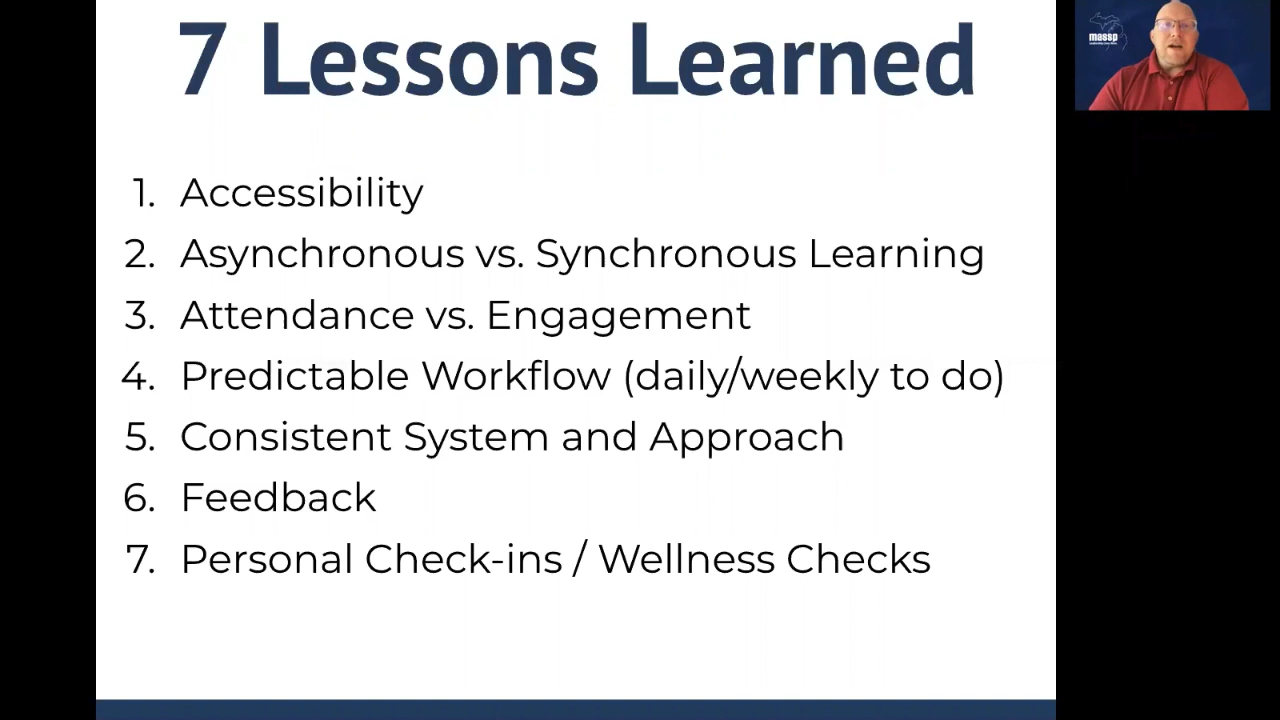 7 Lessons Learned
1. Accessibility
2. Asynchronous vs. Synchronous Learning
3. Attendance vs. Engagement
4. Predictable Workflow (daily/weekly to do)
5. Consistent System and Approach
6. Feedback
7. Personal Check-ins / Wellness Checks
massp